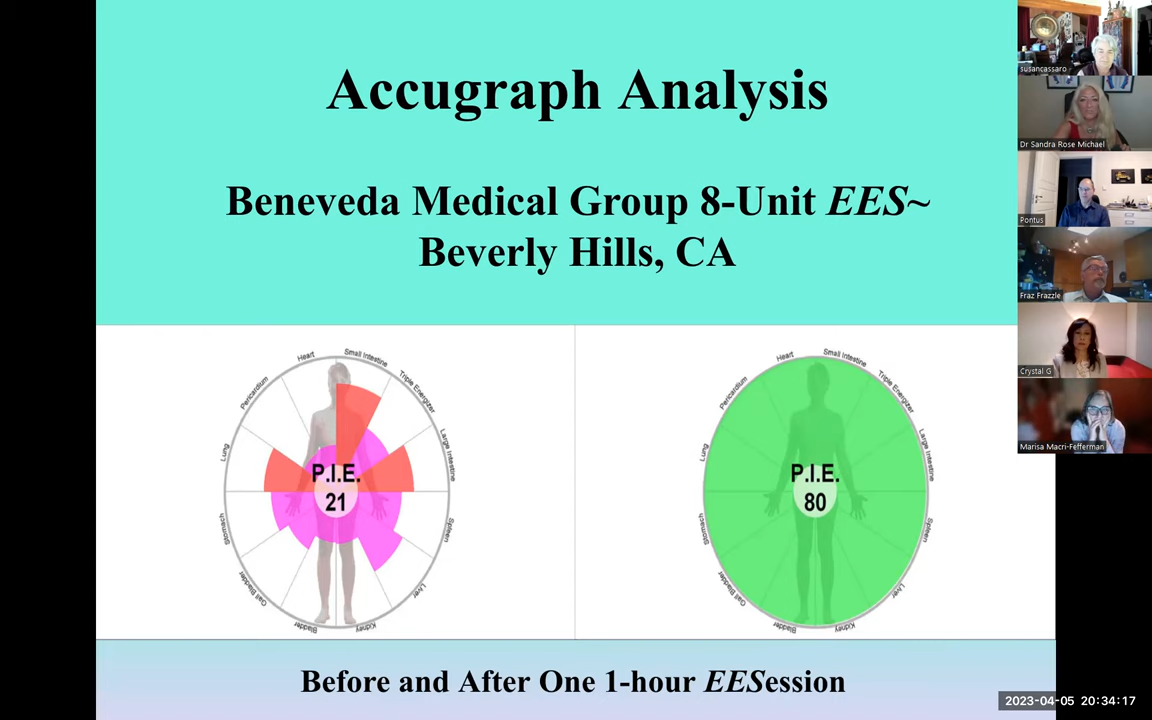 Accugraph Analysis
Beneveda Medical Group 8-Unit EES~
Beverly Hills, CA
Heart
Small Intestine
Triple Energizer
Large Intestine
Spleen
Liver
Kidney
Bladder
Gall Bladder
Stomach
Lung
Pericardium
P.I.E.
21
Heart
Small Intestine
Triple Energizer
Large Intestine
Spleen
Liver
Kidney
Bladder
Gall Bladder
Stomach
Lung
Pericardium
P.I.E.
80
Before and After One 1-hour EESession
susancassaro
Dr Sandra Rose Michael
Pontus
Fraz Frazzle
Crystal G
Marisa Macri-Fefferman
2023-04-05 20:34:17